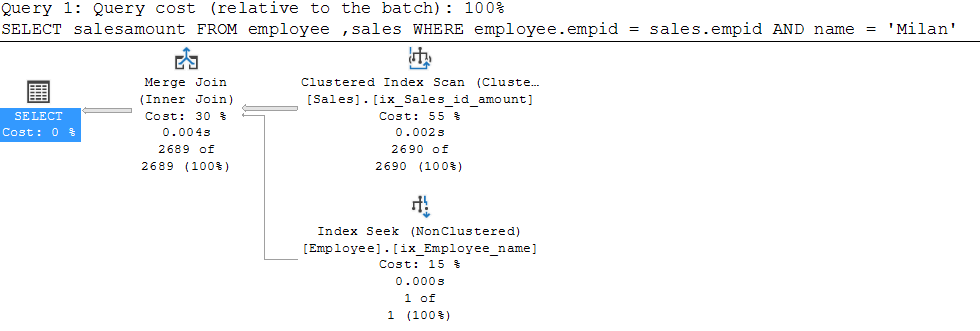 Query 1: Query cost (relative to the batch): 100%
SELECT salesamount FROM employee ,sales WHERE employee.empid = sales.empid AND name = 'Milan'
SELECT
Cost: 0 %
Merge Join
(Inner Join)
Cost: 30 %
0.004s
2689 of
2689 (100%)
Clustered Index Scan (Cluste…
[Sales].[ix_Sales_id_amount]
Cost: 55 %
0.002s
2690 of
2690 (100%)
Index Seek (NonClustered)
[Employee].[ix_Employee_name]
Cost: 15 %
0.000s
1 of
1 (100%)